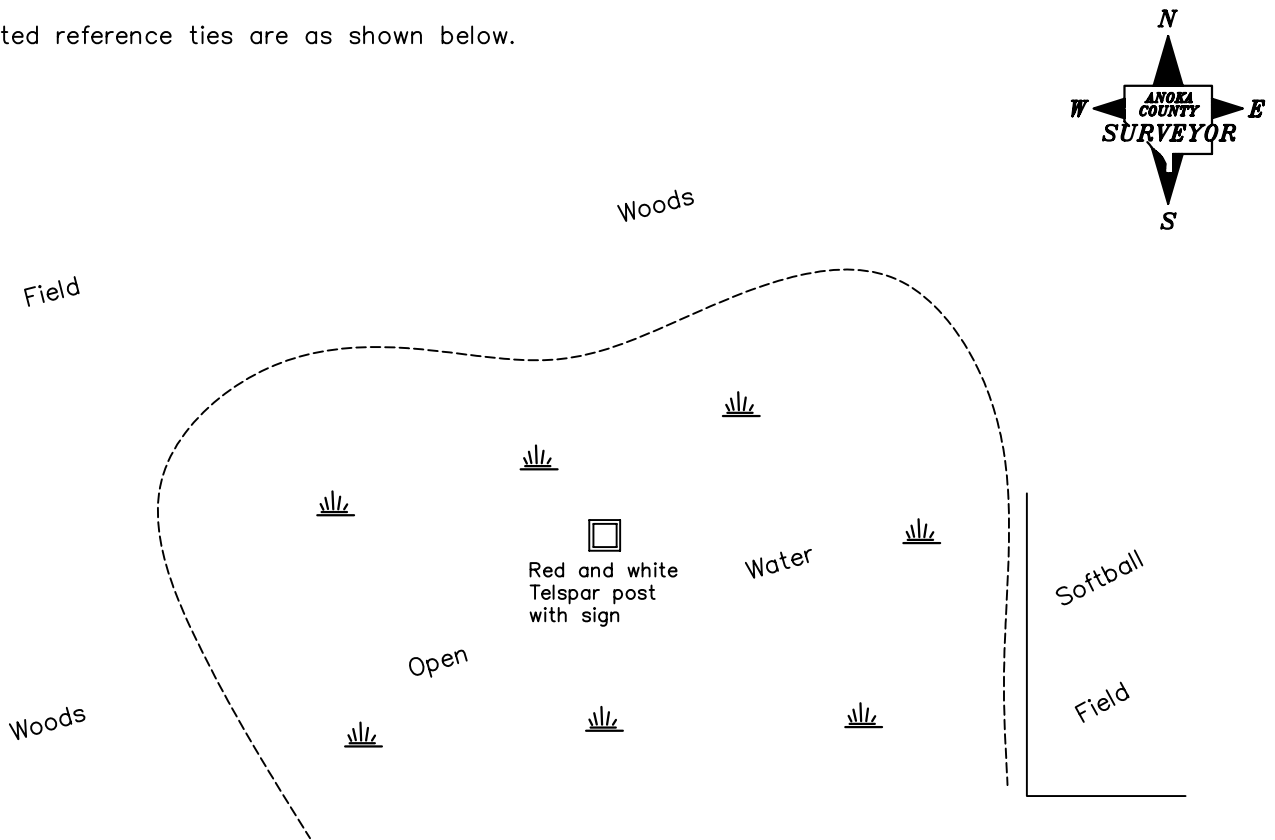 ted reference ties are as shown below.
N
W
ANOKA
COUNTY
SURVEYOR
E
S
Woods
Field
Red and white
Telspar post
with sign
Water
Open
Softball
Field
Woods